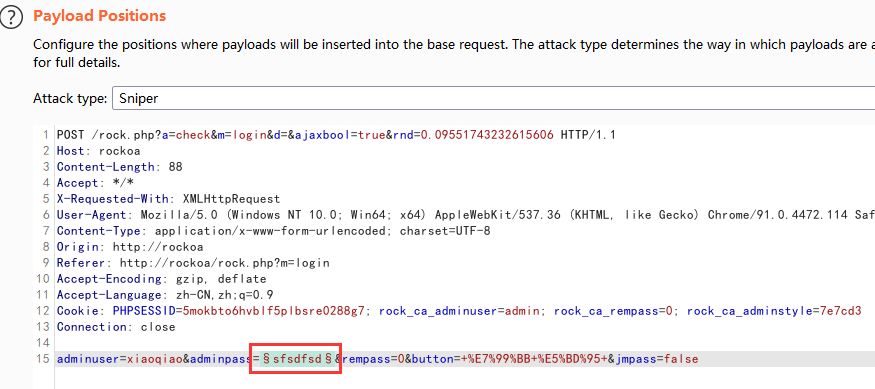 ?
Payload Positions
Configure the positions where payloads will be inserted into the base request. The attack type determines the way in which payloads are a
for full details.
Attack type: Sniper
1 POST /rock.php?a=check&m=login&d=&ajaxbool=true&rnd=0.09551743232615606 HTTP/1.1
2 Host: rockoa
3 Content-Length: 88
4 Accept: */*
5 X-Requested-With: XMLHttpRequest
6 User-Agent: Mozilla/5.0 (Windows NT 10.0; Win64; x64) AppleWebKit/537.36 (KHTML, like Gecko) Chrome/91.0.4472.114 Saf
7 Content-Type: application/x-www-form-urlencoded; charset=UTF-8
8 Origin: http://rockoa
9 Referer: http://rockoa/rock.php?m=login
10 Accept-Encoding: gzip, deflate
11 Accept-Language: zh-CN,zh;q=0.9
12 Cookie: PHPSESSID=5mokbto6hvblf5plbsre0288g7; rock_ca_adminuser=admin; rock_ca_rempass=0; rock_ca_adminstyle=7e7cd3
13 Connection: close
14
15 adminuser=xiaoqiao&adminpass=§sfsdfsd§&rempass=0&button=+%E7%99%BB+%E5%BD%95+&jmpass=false